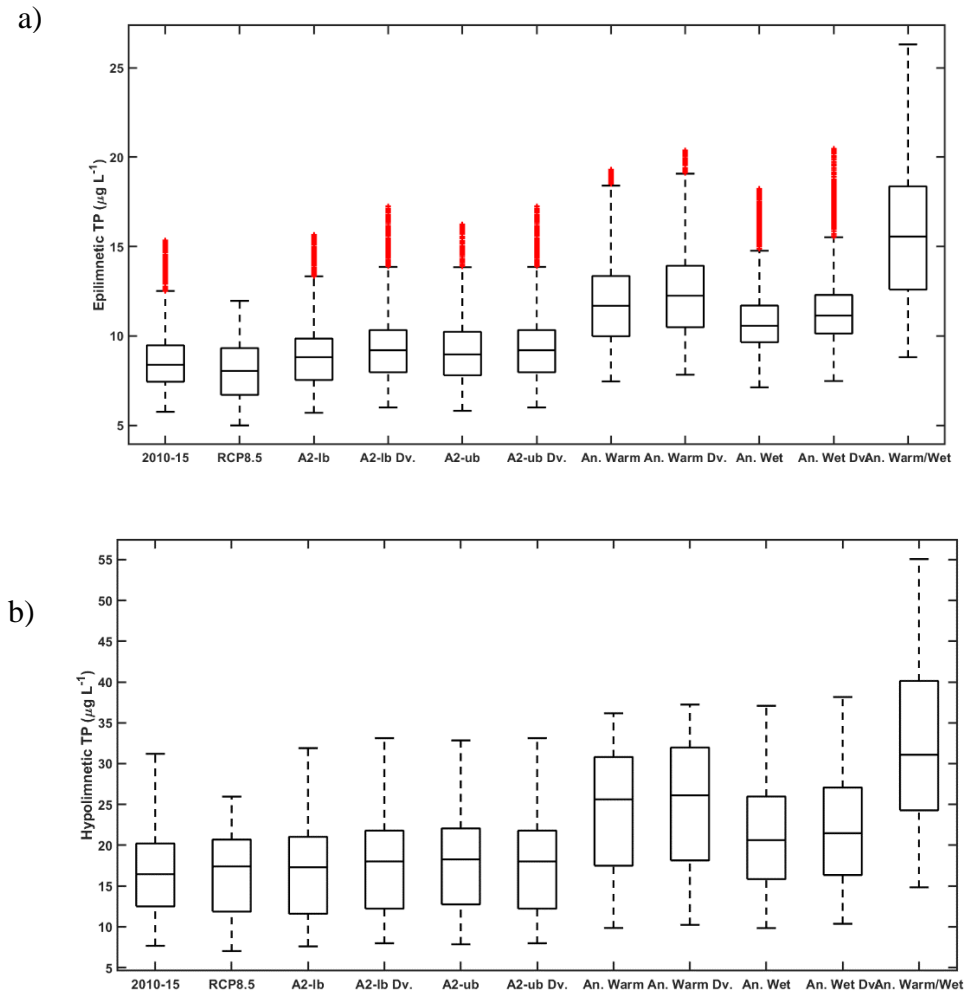 a)
25
20
15
10
5
Epilimnetic TP (μg L⁻¹)
2010-15 RCP8.5 A2-lb A2-lb Dv. A2-ub A2-ub Dv. An. Warm An. Warm Dv. An. Wet An. Wet Dv. An. Warm/Wet
b)
55
50
45
40
35
30
25
20
15
10
5
Hypolimnetic TP (μg L⁻¹)
2010-15 RCP8.5 A2-lb A2-lb Dv. A2-ub A2-ub Dv. An. Warm An. Warm Dv. An. Wet An. Wet Dv. An. Warm/Wet